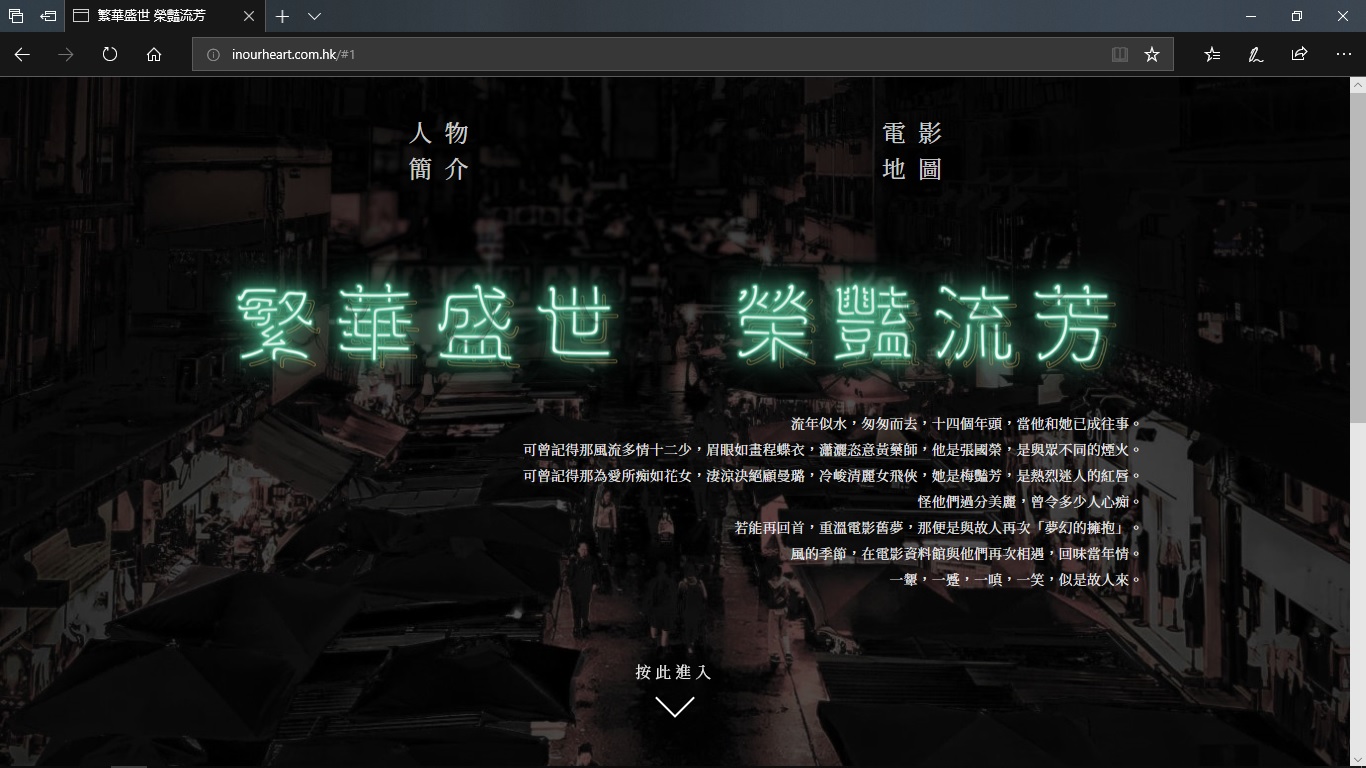 繁華盛世 榮豔流芳
inourheart.com.hk/#1
人物
簡介
電影
地圖
繁華盛世 榮豔流芳
流年似水，匆匆而去，十四個年頭，當他和她已成往事。
可曾記得那風流多情十二少，眉眼如畫程蝶衣，瀟灑恣意黃藥師，他是張國榮，是與眾不同的煙火。
可曾記得那為愛所痴如花女，淒涼決絕顧曼璐，冷峻清麗女飛俠，她是梅艷芳，是熱烈迷人的紅唇。
怪他們過分美麗，曾令多少人心痴。
若能再回首，重溫電影舊夢，那便是與故人再次「夢幻的擁抱」。
風的季節，在電影資料館與他們再次相遇，回味當年情。
一顰，一蹙，一嗔，一笑，似是故人來。
按此進入